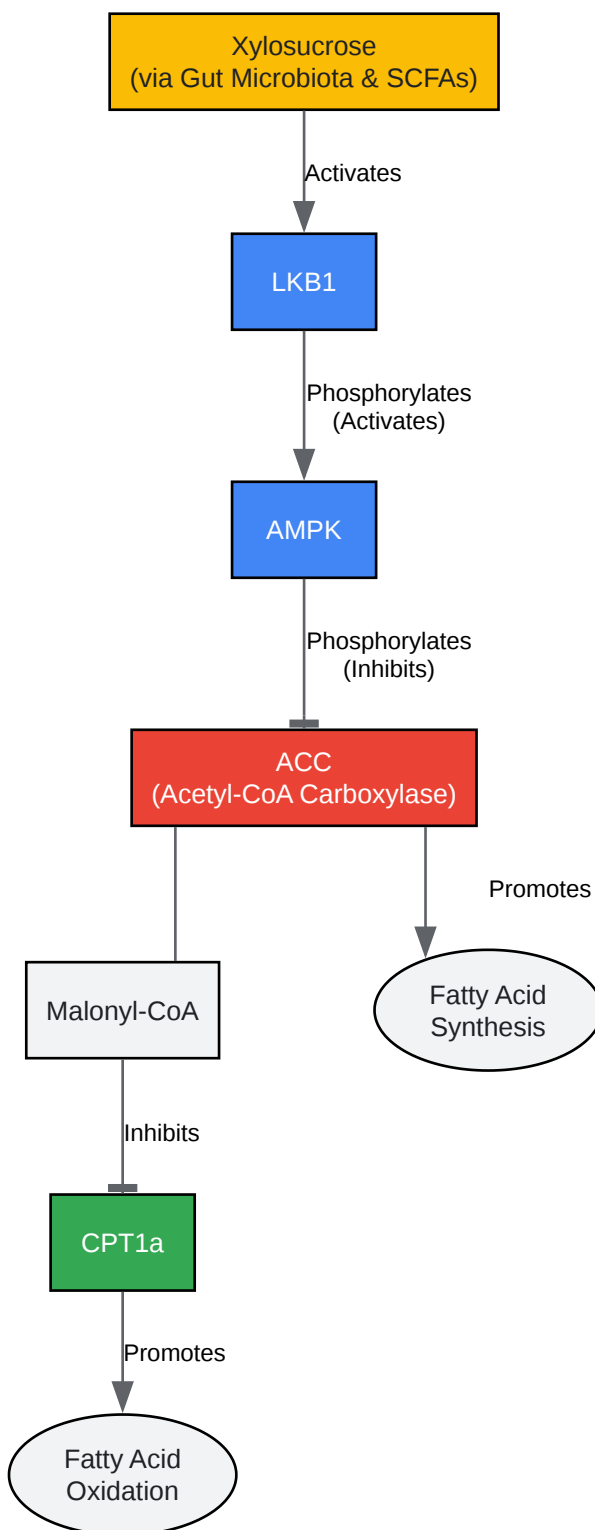 Xylosucrose
(via Gut Microbiota & SCFAs)
Activates
LKB1
Phosphorylates
(Activates)
AMPK
Phosphorylates
(Inhibits)
ACC
(Acetyl-CoA Carboxylase)
Promotes
Malonyl-CoA
Fatty Acid
Synthesis
Inhibits
CPT1a
Promotes
Fatty Acid
Oxidation